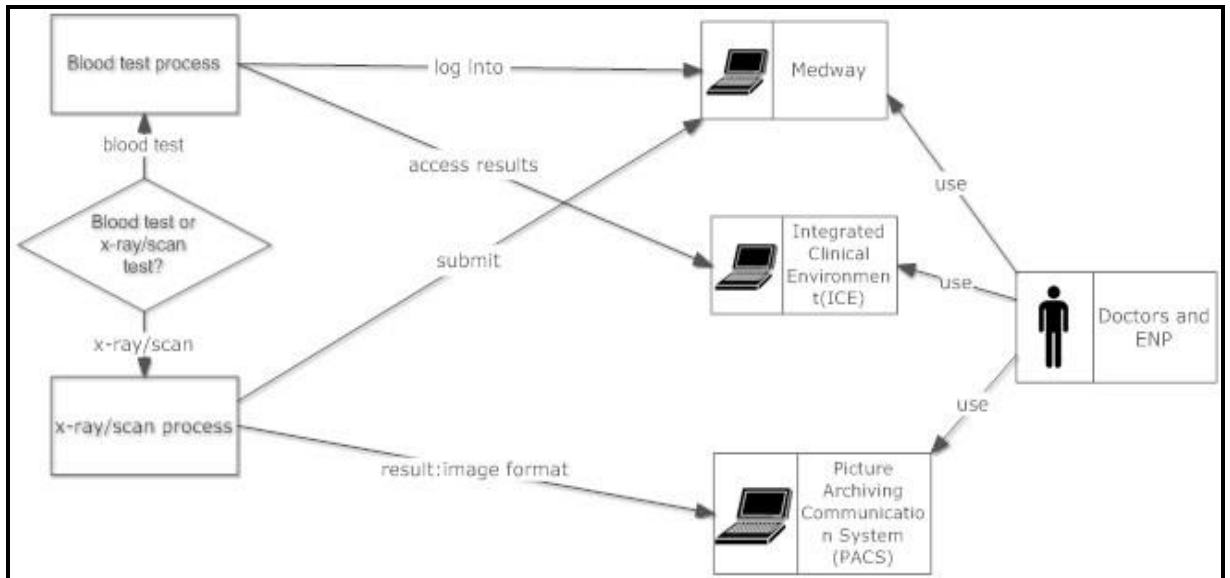 Blood test process
log into
Medway
blood test
access results
use
Blood test or
x-ray/scan
test?
submit
Integrated
Clinical
Environmen
t(ICE)
use
Doctors and
ENP
x-ray/scan
x-ray/scan process
use
result:image format
Picture
Archiving
Communicatio
n System
(PACS)